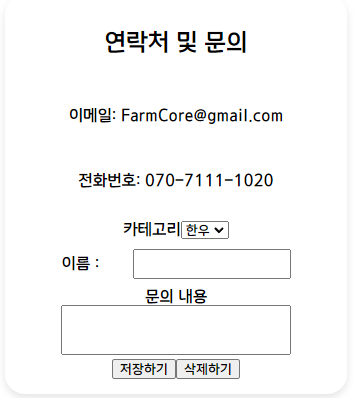 연락처 및 문의
이메일: FarmCore@gmail.com
전화번호: 070-7111-1020
카테고리 한우
이름 :
문의 내용
저장하기 삭제하기